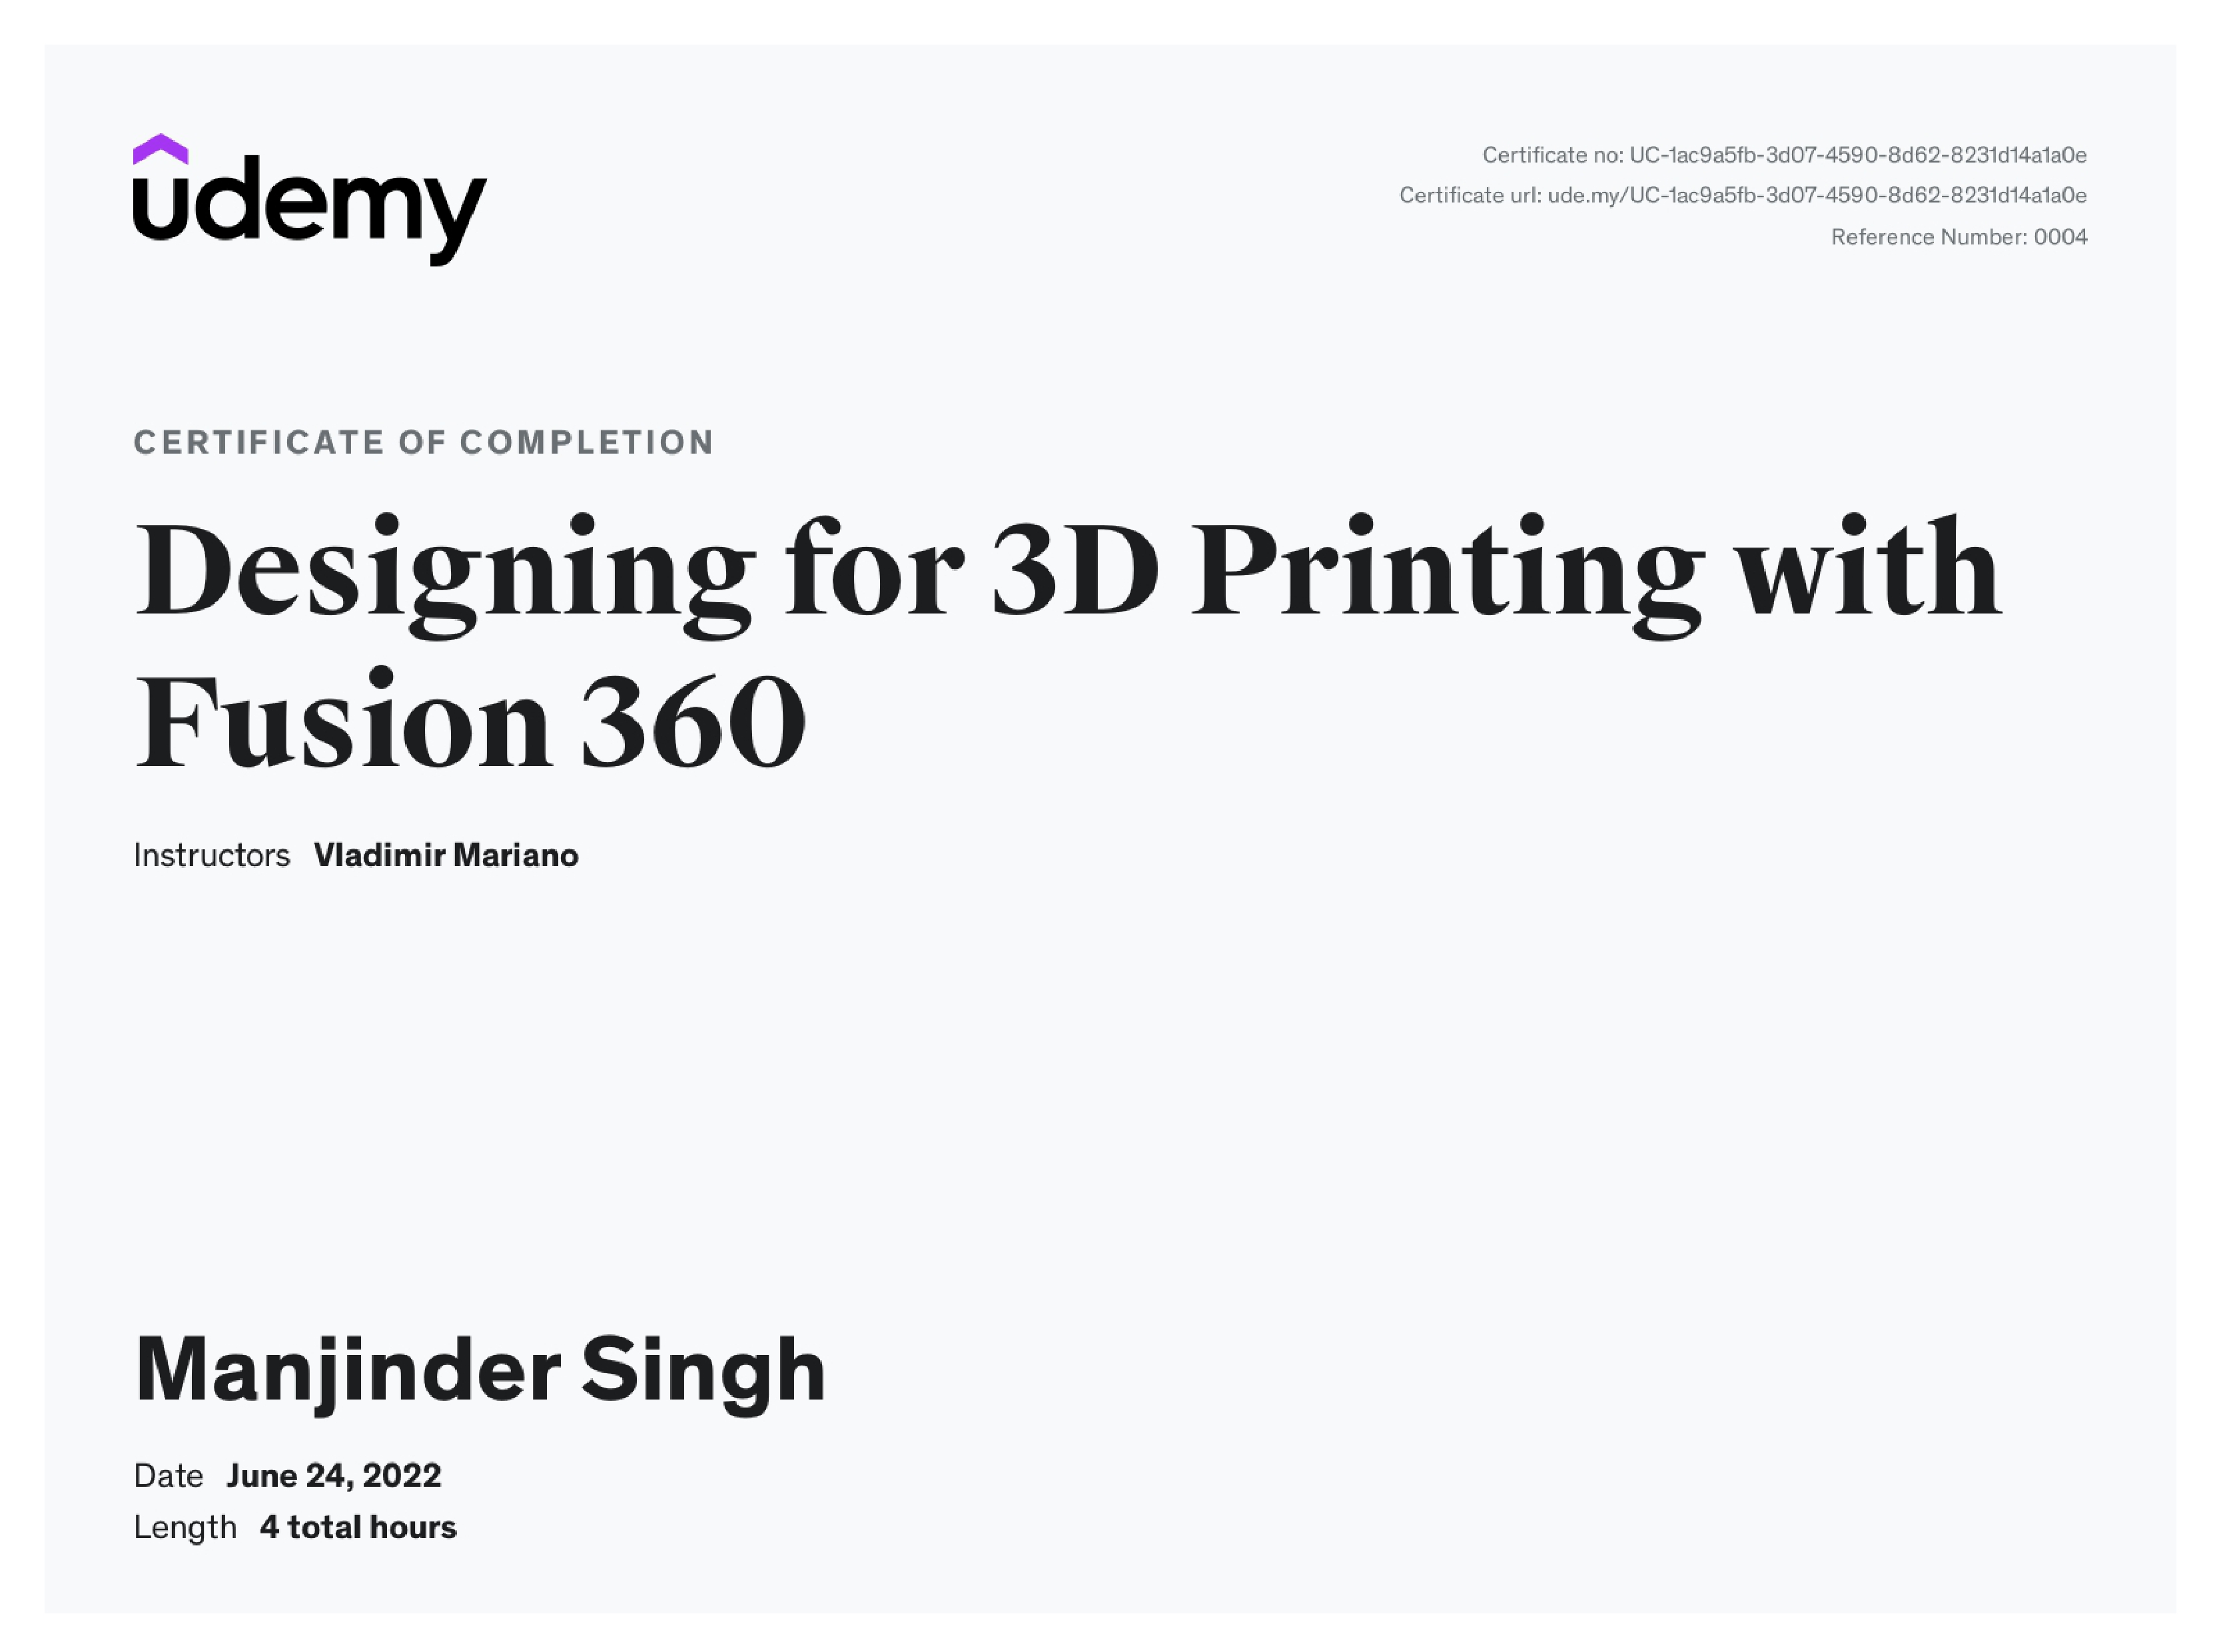 udemy
Certificate no: UC-1ac9a5fb-3d07-4590-8d62-8231d14a1a0e
Certificate url: ude.my/UC-1ac9a5fb-3d07-4590-8d62-8231d14a1a0e
Reference Number: 0004
CERTIFICATE OF COMPLETION
Designing for 3D Printing with
Fusion 360
Instructors Vladimir Mariano
Manjinder Singh
Date June 24, 2022
Length 4 total hours